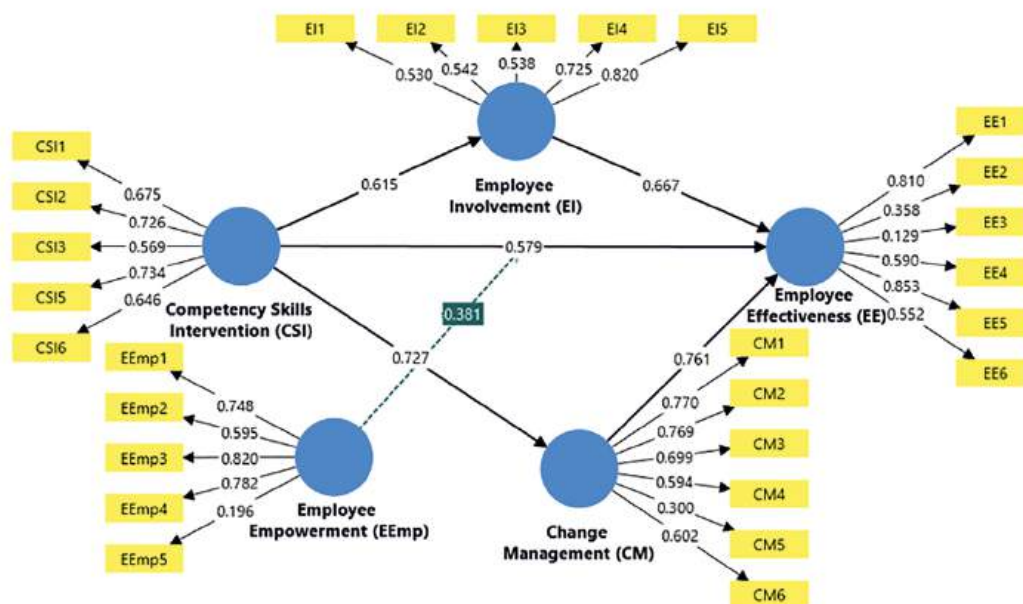 EI1
EI2
EI3
EI4
EI5
0.530
0.542
0.538
0.725
0.820
Employee
Involvement (EI)
CSI1
CSI2
CSI3
CSI5
CSI6
0.675
0.726
0.569
0.734
0.646
Competency Skills
Intervention (CSI)
0.615
0.667
0.579
0.381
0.727
0.761
EE1
EE2
EE3
EE4
EE5
EE6
0.810
0.358
0.129
0.590
0.853
0.552
Employee
Effectiveness (EE)
EEmp1
EEmp2
EEmp3
EEmp4
EEmp5
0.748
0.595
0.820
0.782
0.196
Employee
Empowerment (EEmp)
CM1
CM2
CM3
CM4
CM5
CM6
0.770
0.769
0.699
0.594
0.300
0.602
Change
Management (CM)